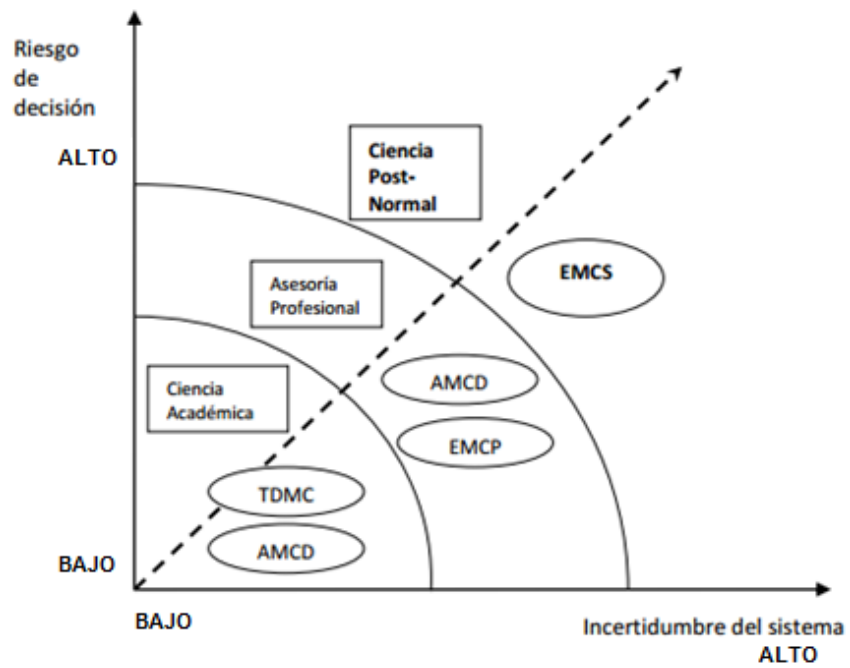 Riesgo
de
decisión
ALTO
Ciencia
Post-
Normal
EMCS
Asesoría
Profesional
AMCD
Ciencia
Académica
EMCP
TDMC
AMCD
BAJO
BAJO
Incertidumbre del sistema
ALTO